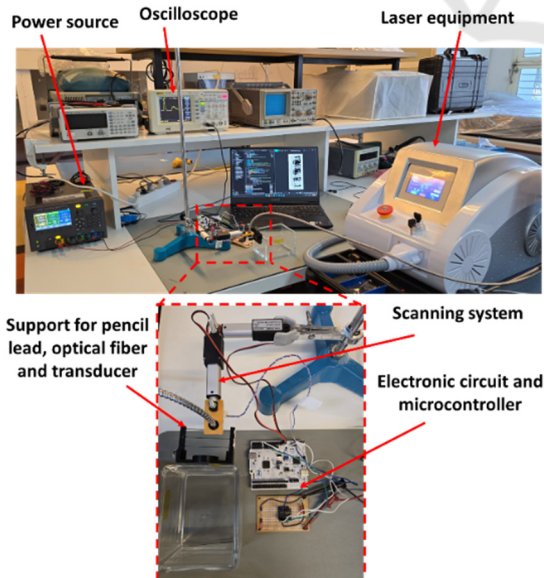 Power source
Oscilloscope
Laser equipment
Support for pencil
lead, optical fiber
and transducer
Scanning system
Electronic circuit and
microcontroller